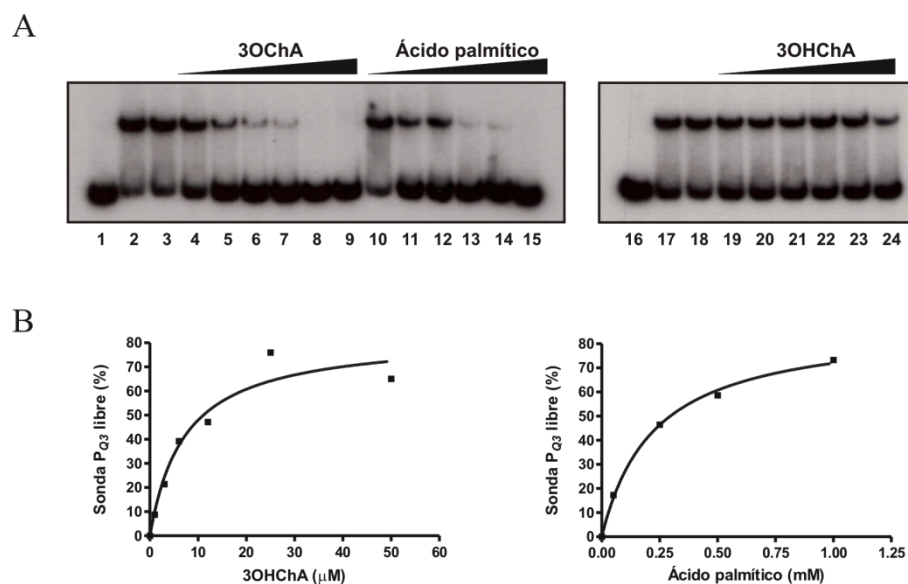 A
3OChA Ácido palmítico 3OHChA
1 2 3 4 5 6 7 8 9 10 11 12 13 14 15 16 17 18 19 20 21 22 23 24
B
80
70
60
50
40
30
20
10
0
Sonda PQ3 libre (%)
0 10 20 30 40 50 60
3OHChA (μM)
80
70
60
50
40
30
20
10
0
Sonda PQ3 libre (%)
0.00 0.25 0.50 0.75 1.00 1.25
Ácido palmítico (mM)